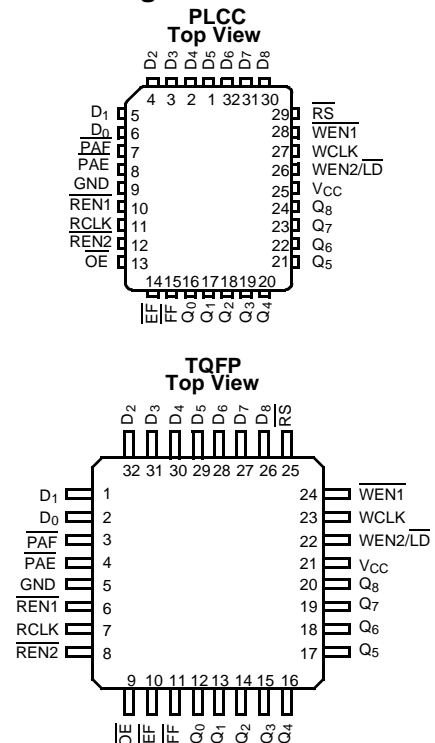 PLCC
Top View
D2 D3 D4 D5 D6 D7 D8
4 3 2 1 32 31 30
D1 5 29 RS
D0 6 28 WEN1
PAF 7 27 WCLK
PAE 8 26 WEN2/LD
GND 9 25 VCC
REN1 10 24 Q8
RCLK 11 23 Q7
REN2 12 22 Q6
OE 13 21 Q5
14 15 16 17 18 19 20
EF FF Q0 Q1 Q2 Q3 Q4
TQFP
Top View
D2 D3 D4 D5 D6 D7 D8 RS
32 31 30 29 28 27 26 25
D1 1 24 WEN1
D0 2 23 WCLK
PAF 3 22 WEN2/LD
PAE 4 21 VCC
GND 5 20 Q8
REN1 6 19 Q7
RCLK 7 18 Q6
REN2 8 17 Q5
9 10 11 12 13 14 15 16
OE EF FF Q0 Q1 Q2 Q3 Q4